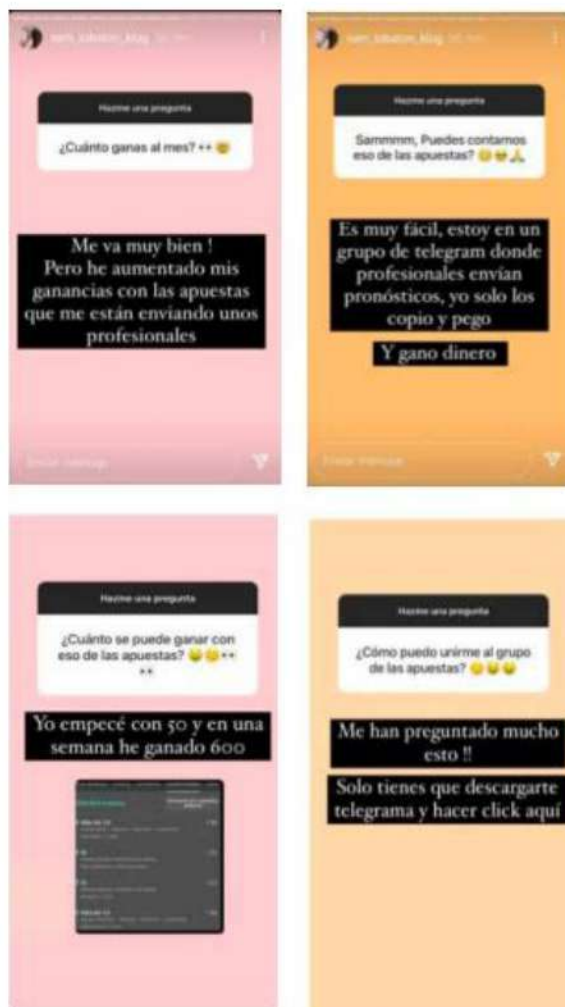 Hazme una pregunta
¿Cuánto ganas al mes? 👀 🤓
Me va muy bien !
Pero he aumentado mis
ganancias con las apuestas
que me están enviando unos
profesionales
Enviar mensaje
Hazme una pregunta
Sammmm, Puedes contarnos
eso de las apuestas?
Es muy fácil, estoy en un
grupo de telegram donde
profesionales envían
pronósticos, yo solo los
copio y pego
Y gano dinero
Enviar mensaje
Hazme una pregunta
¿Cuánto se puede ganar con
eso de las apuestas?
Yo empecé con 50 y en una
semana he ganado 600
Hazme una pregunta
¿Cómo puedo unirme al grupo
de las apuestas?
Me han preguntado mucho
esto !!
Solo tienes que descargarte
telegrama y hacer click aquí